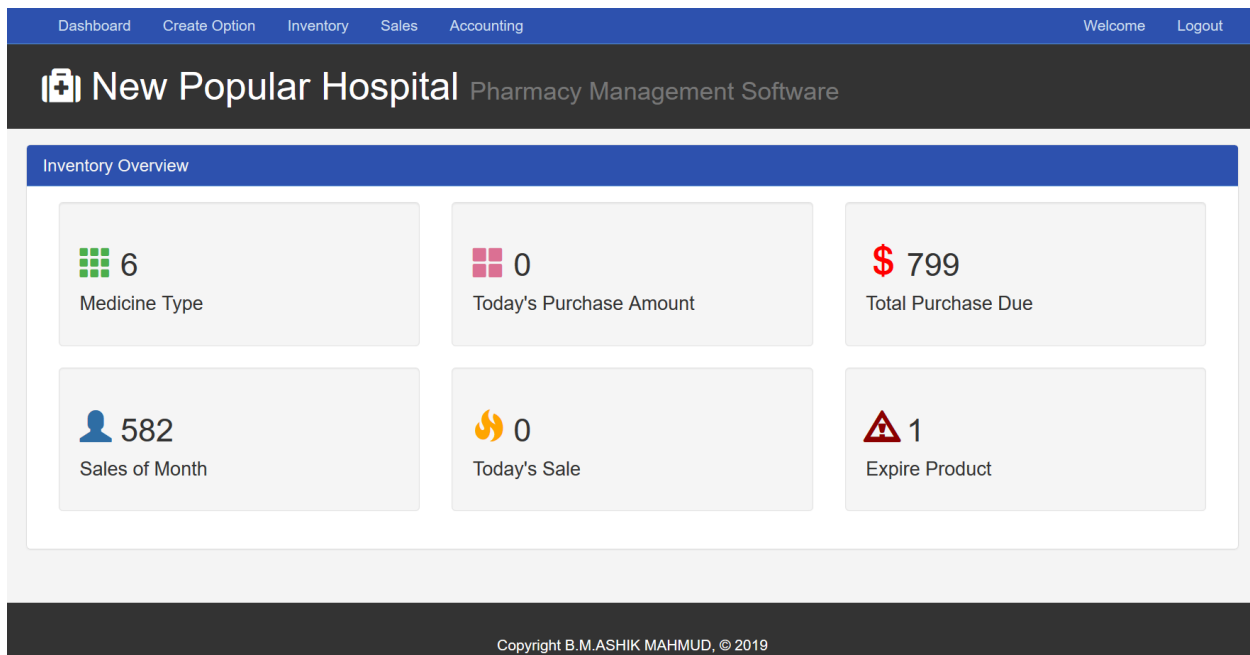 Dashboard Create Option Inventory Sales Accounting Welcome Logout
New Popular Hospital Pharmacy Management Software
Inventory Overview
6
Medicine Type
0
Today's Purchase Amount
$ 799
Total Purchase Due
582
Sales of Month
0
Today's Sale
1
Expire Product
Copyright B.M.ASHIK MAHMUD, © 2019